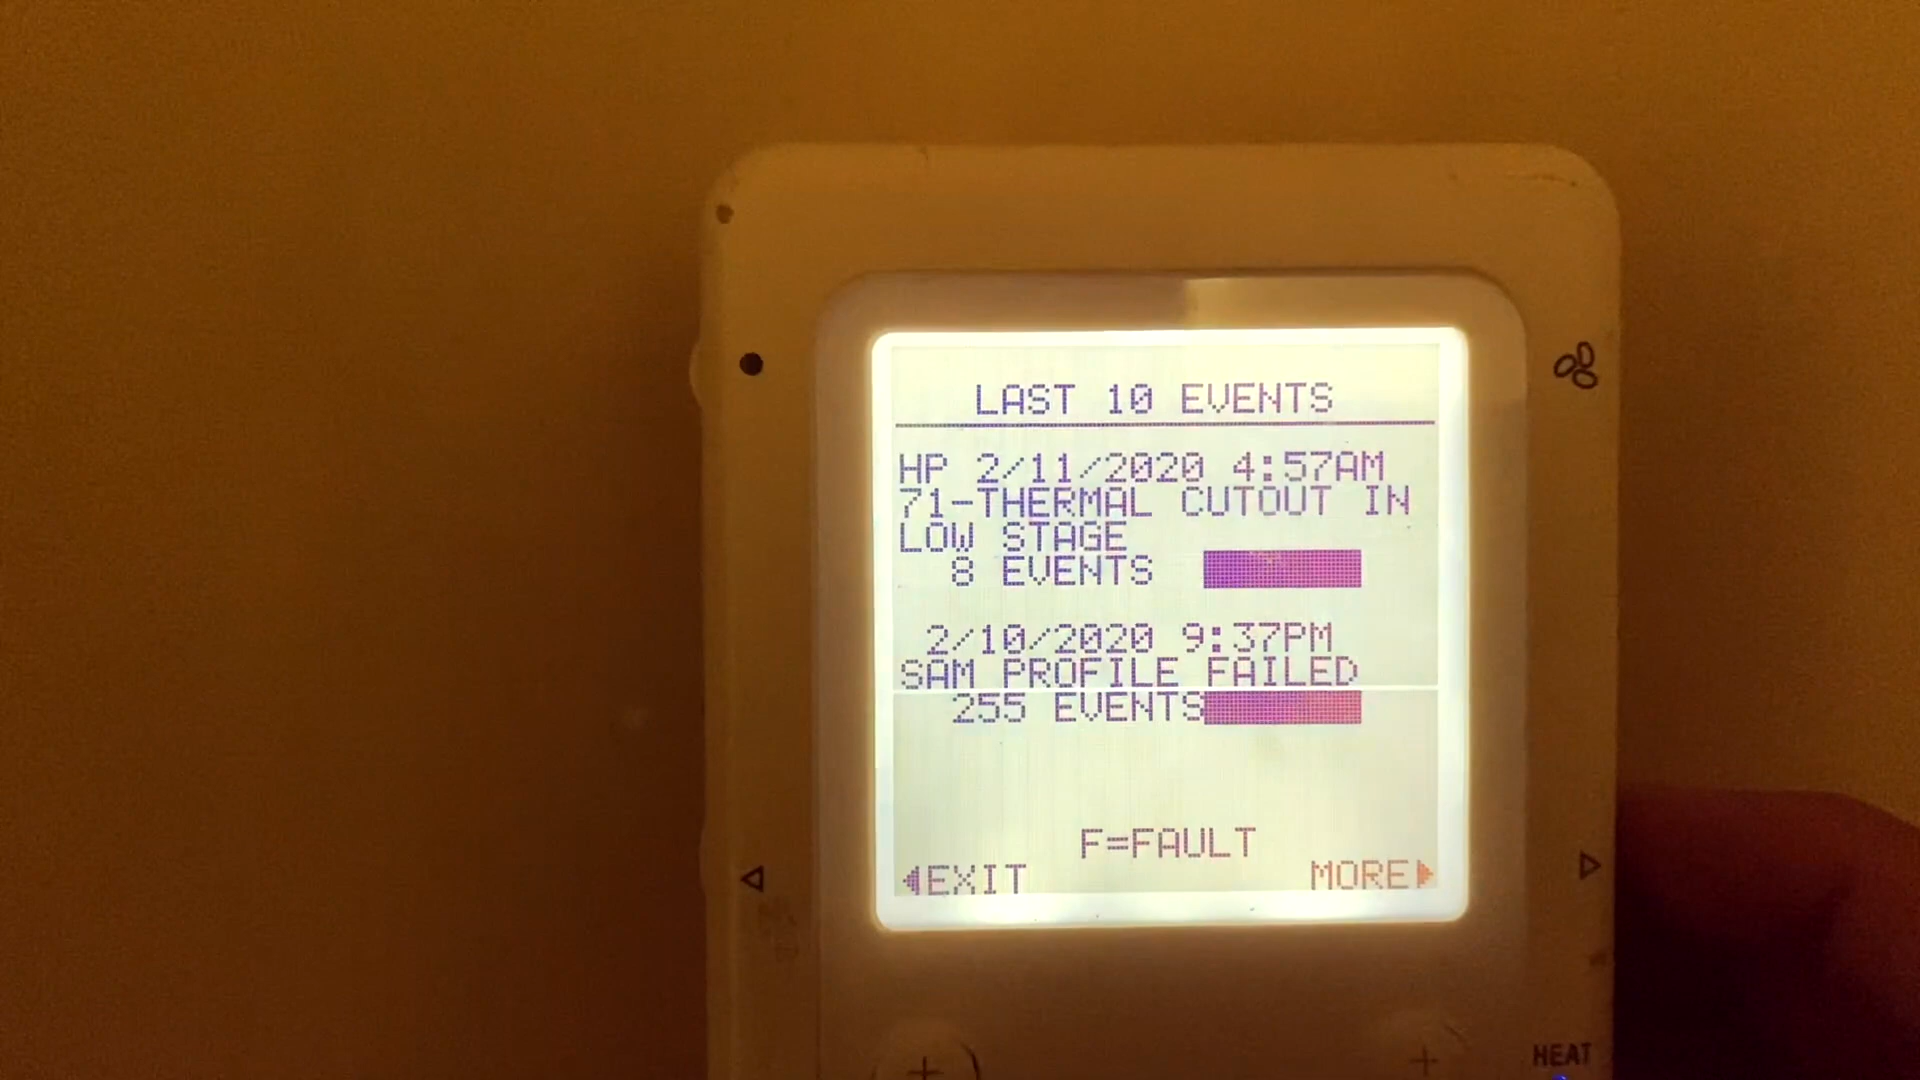 LAST 10 EVENTS
HP 2/11/2020 4:57AM
71-THERMAL CUTOUT IN
LOW STAGE
8 EVENTS
2/10/2020 9:37PM
SAM PROFILE FAILED
255 EVENTS
F=FAULT
EXIT MORE
HEAT